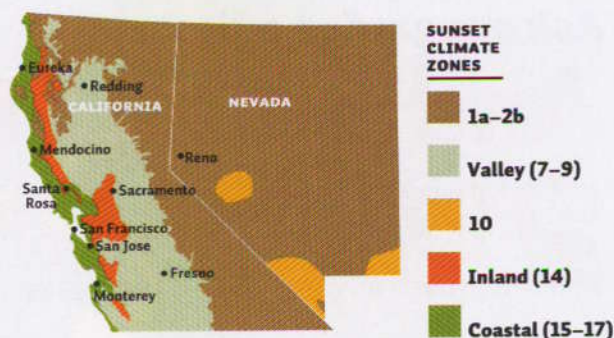 SUNSET
CLIMATE
ZONES
1a–2b
Valley (7–9)
10
Inland (14)
Coastal (15–17)
Eureka
Redding
CALIFORNIA
NEVADA
Mendocino
Reno
Santa
Rosa
Sacramento
San Francisco
San Jose
Fresno
Monterey